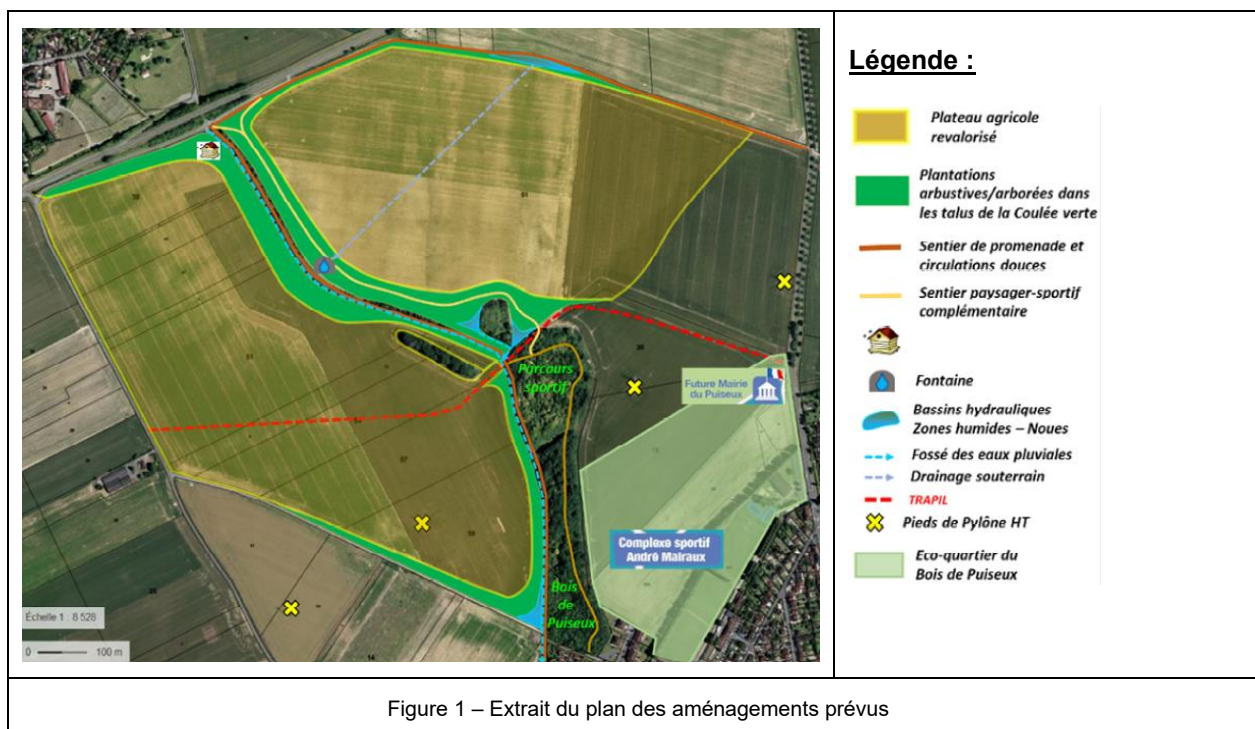 Légende :
Plateau agricole
revalorisé
Plantations
arbustives/arborées dans
les talus de la Coulée verte
Sentier de promenade et
circulations douces
Sentier paysager-sportif
complémentaire
Fontaine
Bassins hydrauliques
Zones humides – Noues
Fossé des eaux pluviales
Drainage souterrain
TRAPIL
Pieds de Pylône HT
Eco-quartier du
Bois de Puiseux
Parcours
sportif
Future Mairie
du Puiseux
Complexe sportif
André Malraux
Bois
de
Puiseux
Échelle 1 : 8 528
0 100 m
14
Figure 1 – Extrait du plan des aménagements prévus